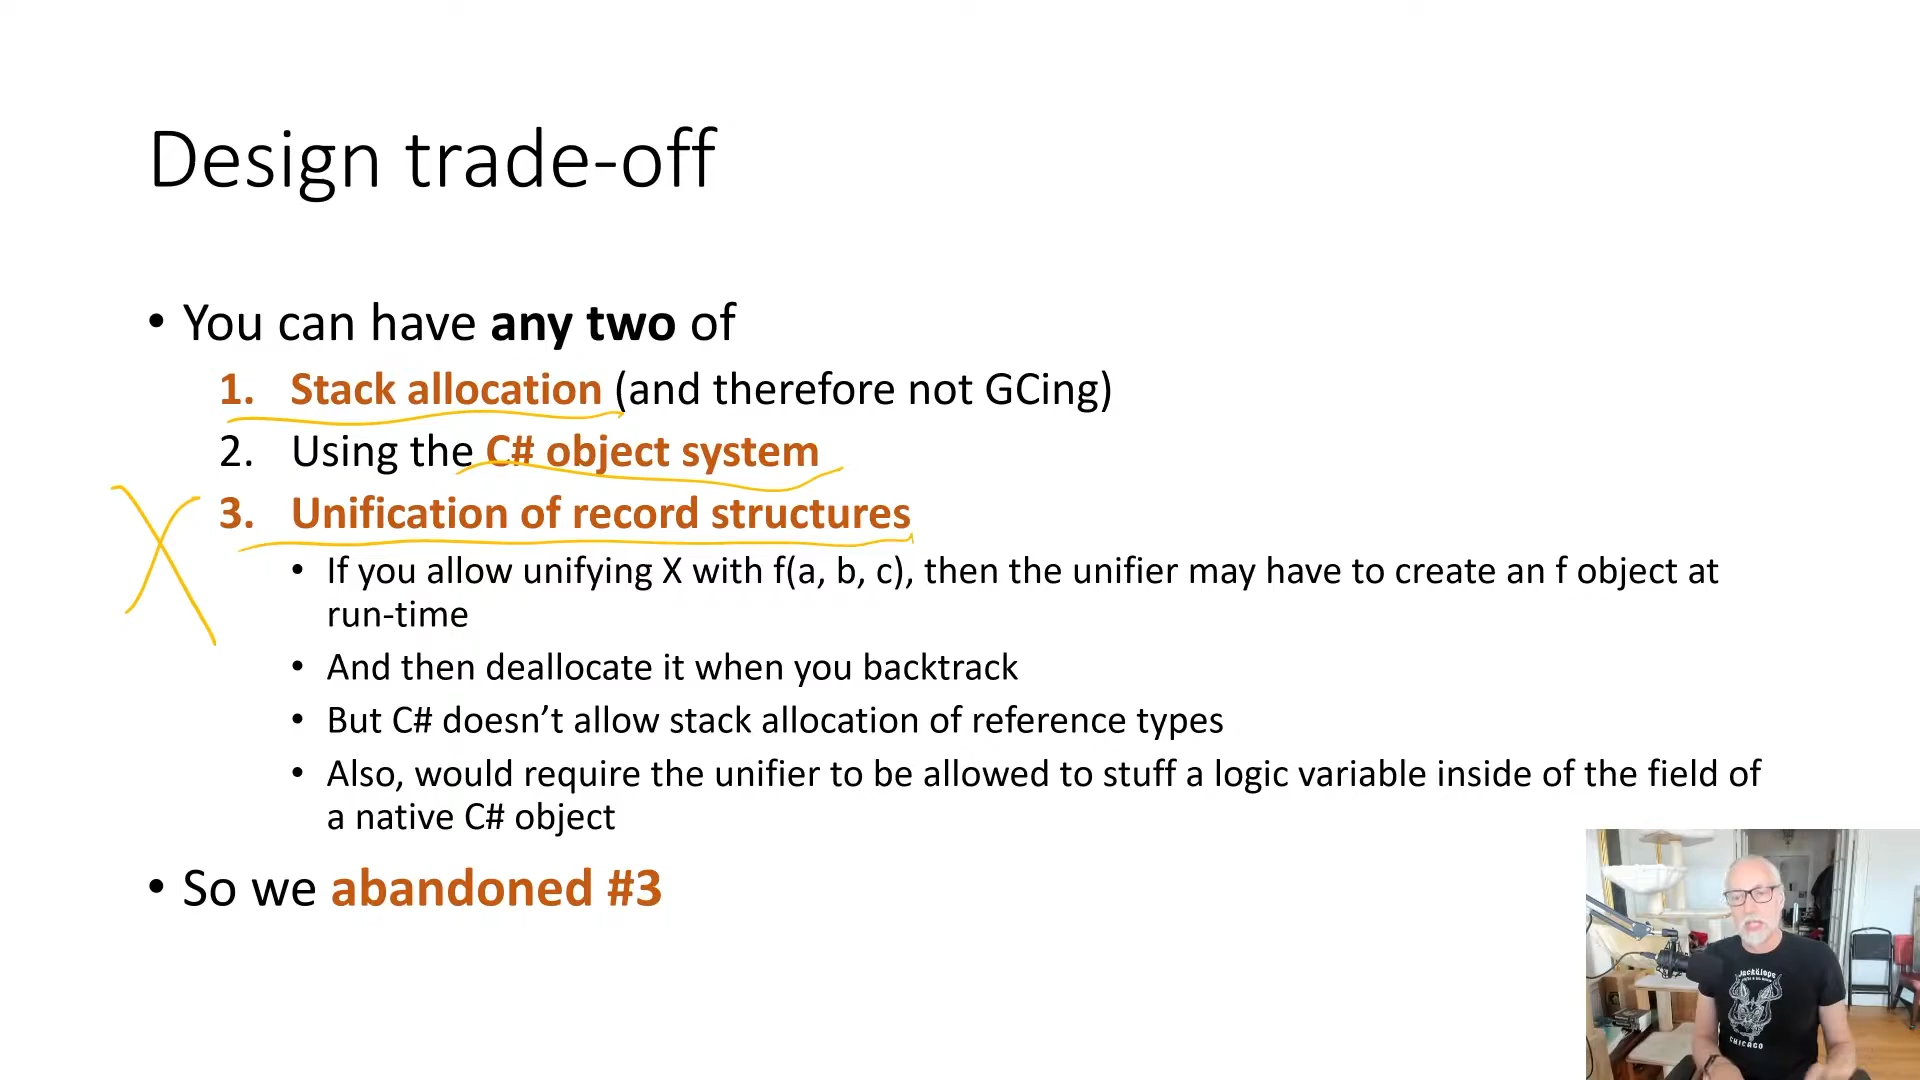 Design trade-off
• You can have any two of
1. Stack allocation (and therefore not GCing)
2. Using the C# object system
3. Unification of record structures
• If you allow unifying X with f(a, b, c), then the unifier may have to create an f object at
run-time
• And then deallocate it when you backtrack
• But C# doesn’t allow stack allocation of reference types
• Also, would require the unifier to be allowed to stuff a logic variable inside of the field of
a native C# object
• So we abandoned #3
Jackalope
CHICAGO